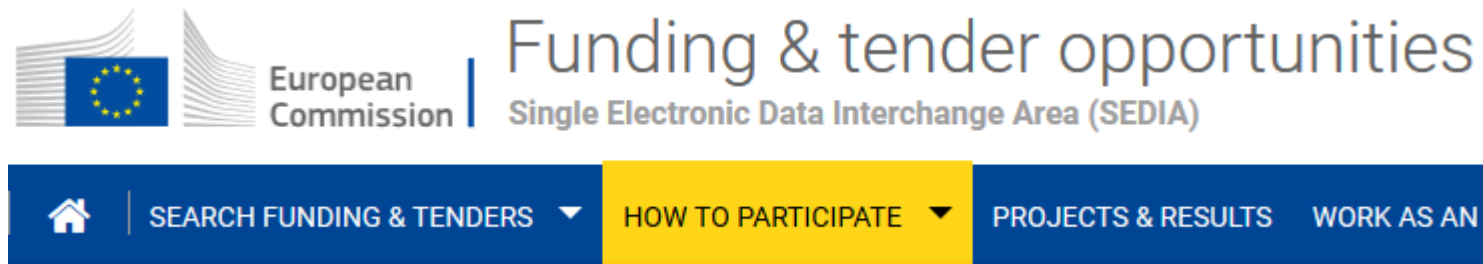 European
Commission
Funding & tender opportunities
Single Electronic Data Interchange Area (SEDIA)
SEARCH FUNDING & TENDERS HOW TO PARTICIPATE PROJECTS & RESULTS WORK AS AN